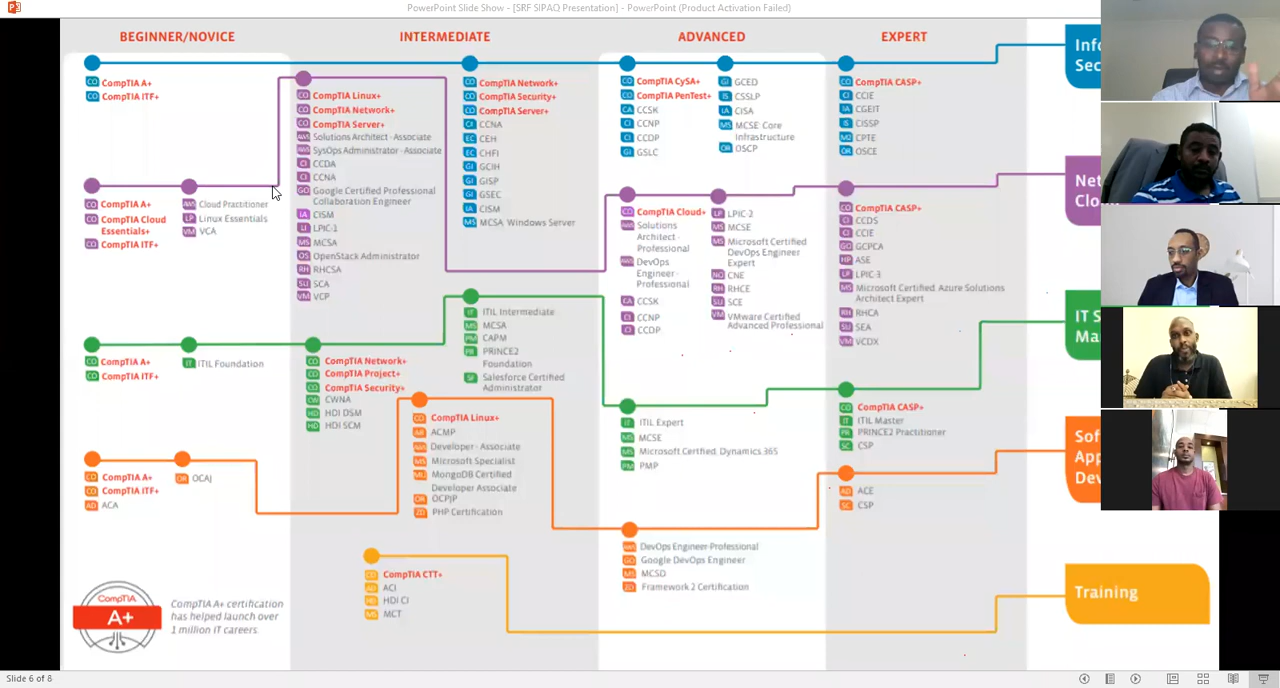 PowerPoint Slide Show - [SRF SIPAQ Presentation] - PowerPoint (Product Activation Failed)
BEGINNER/NOVICE
INTERMEDIATE
ADVANCED
EXPERT
CompTIA A+
CompTIA ITF+
CompTIA Network+
CompTIA Security+
CompTIA Server+
CCNA
CEH
CHFI
GCIH
GISP
GSEC
CISM
MCSA Windows Server
CompTIA CySA+
CompTIA PenTest+
CCSK
CCNP
CCDP
GSLC
GCED
CSSLP
CISA
MCSE: Core
Infrastructure
OSCP
CompTIA CASP+
CCIE
CGEIT
CISSP
CPTE
OSCE
CompTIA A+
CompTIA Cloud
Essentials+
CompTIA ITF+
Cloud Practitioner
Linux Essentials
VCA
CompTIA Linux+
CompTIA Network+
CompTIA Server+
Solutions Architect - Associate
SysOps Administrator - Associate
CCDA
CCNA
Google Certified Professional
Collaboration Engineer
CISM
LPIC-1
MCSA
OpenStack Administrator
RHCSA
SCA
VCP
CompTIA Cloud+
Solutions
Architect -
Professional
DevOps
Engineer -
Professional
CCSK
CCNP
CCDP
LPIC-2
MCSE
Microsoft Certified
DevOps Engineer
Expert
CNE
RHCE
SCE
VMware Certified
Advanced Professional
CompTIA CASP+
CCDS
CCIE
GCPCA
ASE
LPIC-3
Microsoft Certified Azure Solutions
Architect Expert
RHCA
SEA
VCDX
IT S
Ma
CompTIA A+
CompTIA ITF+
ITIL Foundation
CompTIA Network+
CompTIA Project+
CompTIA Security+
CWNA
HDI DSM
HDI SCM
ITIL Intermediate
MCSA
CAPM
PRINCE2
Foundation
Salesforce Certified
Administrator
ITIL Expert
MCSE
Microsoft Certified, Dynamics 365
PMP
CompTIA CASP+
ITIL Master
PRINCE2 Practitioner
CSP
CompTIA A+
CompTIA ITF+
ACA
OCAJ
CompTIA Linux+
ACMP
Developer - Associate
Microsoft Specialist
MongoDB Certified
Developer Associate
OCPJP
PHP Certification
DevOps Engineer-Professional
Google DevOps Engineer
MCSD
Framework 2 Certification
ACE
CSP
CompTIA CTT+
ACI
HDI CI
MCT
Training
CompTIA
A+
CompTIA A+ certification
has helped launch over
1 million IT careers.
Slide 6 of 8